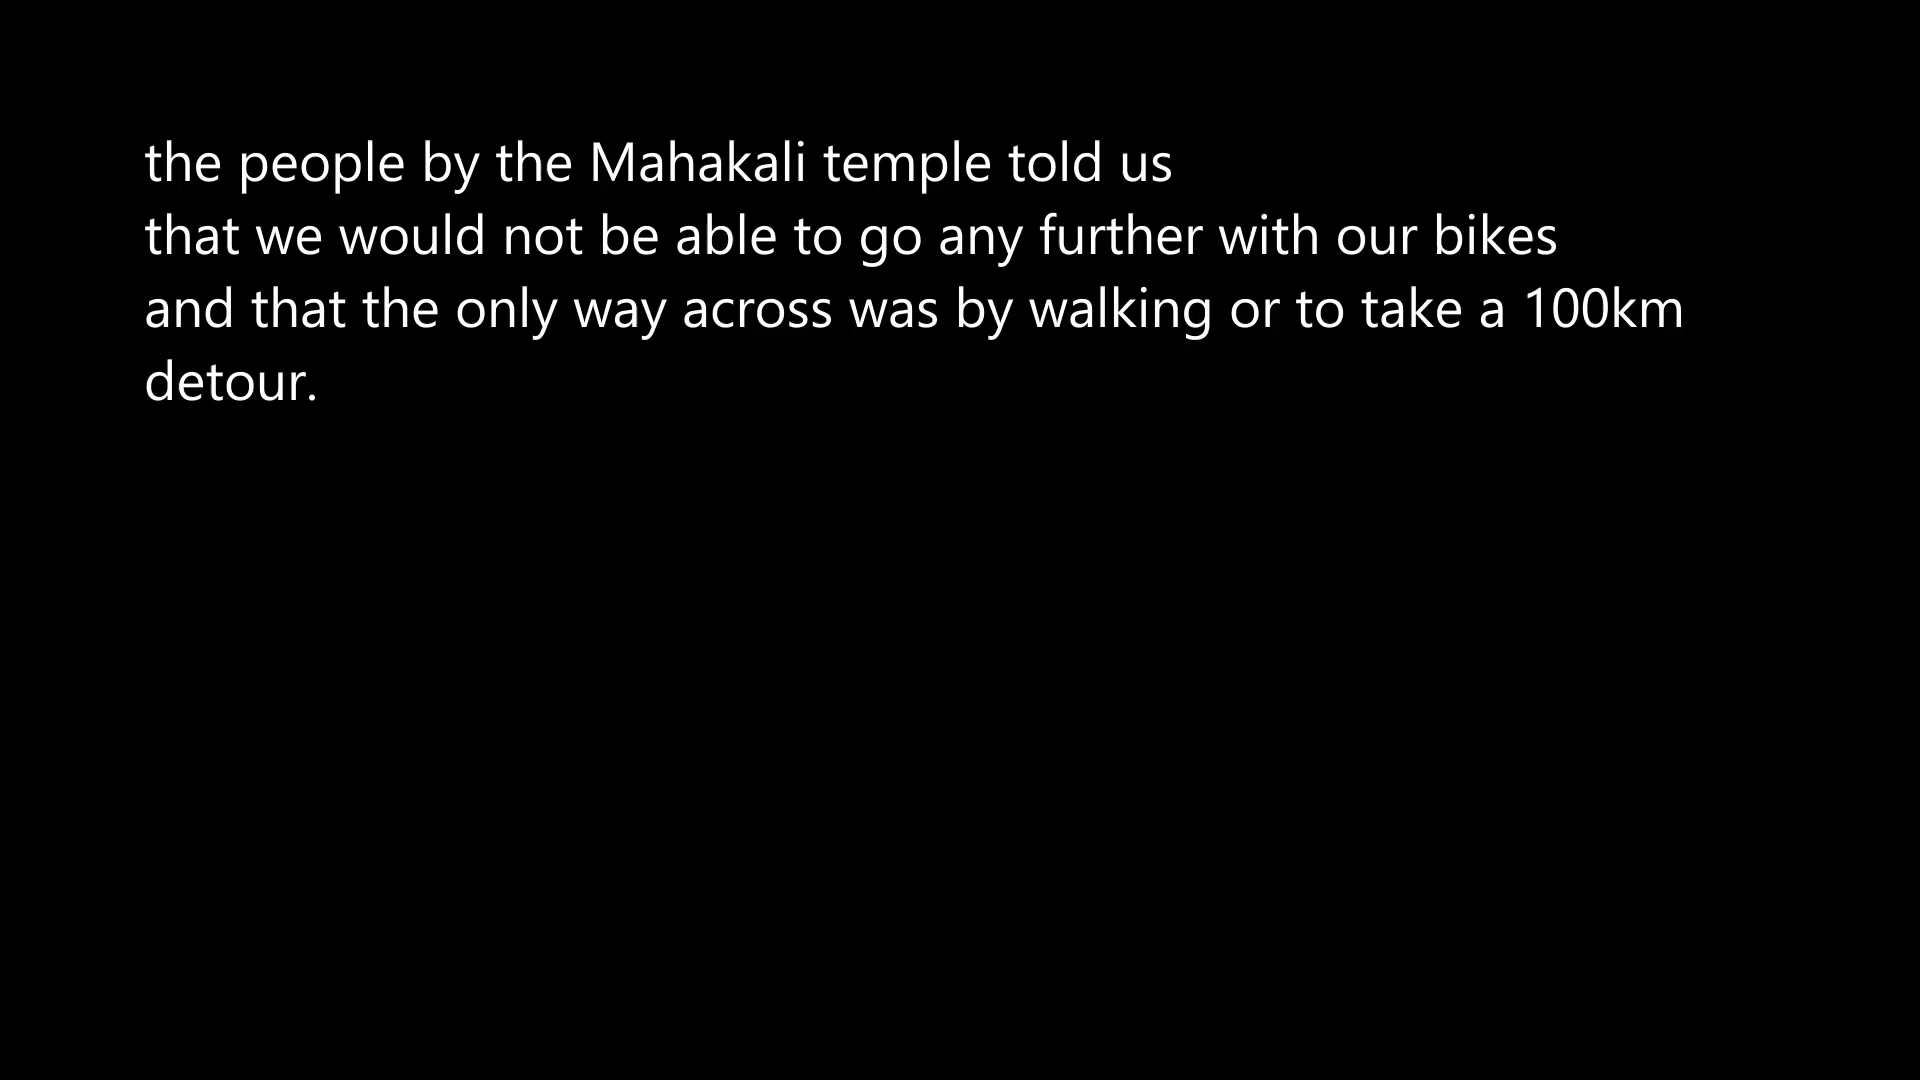 the people by the Mahakali temple told us
that we would not be able to go any further with our bikes
and that the only way across was by walking or to take a 100km
detour.